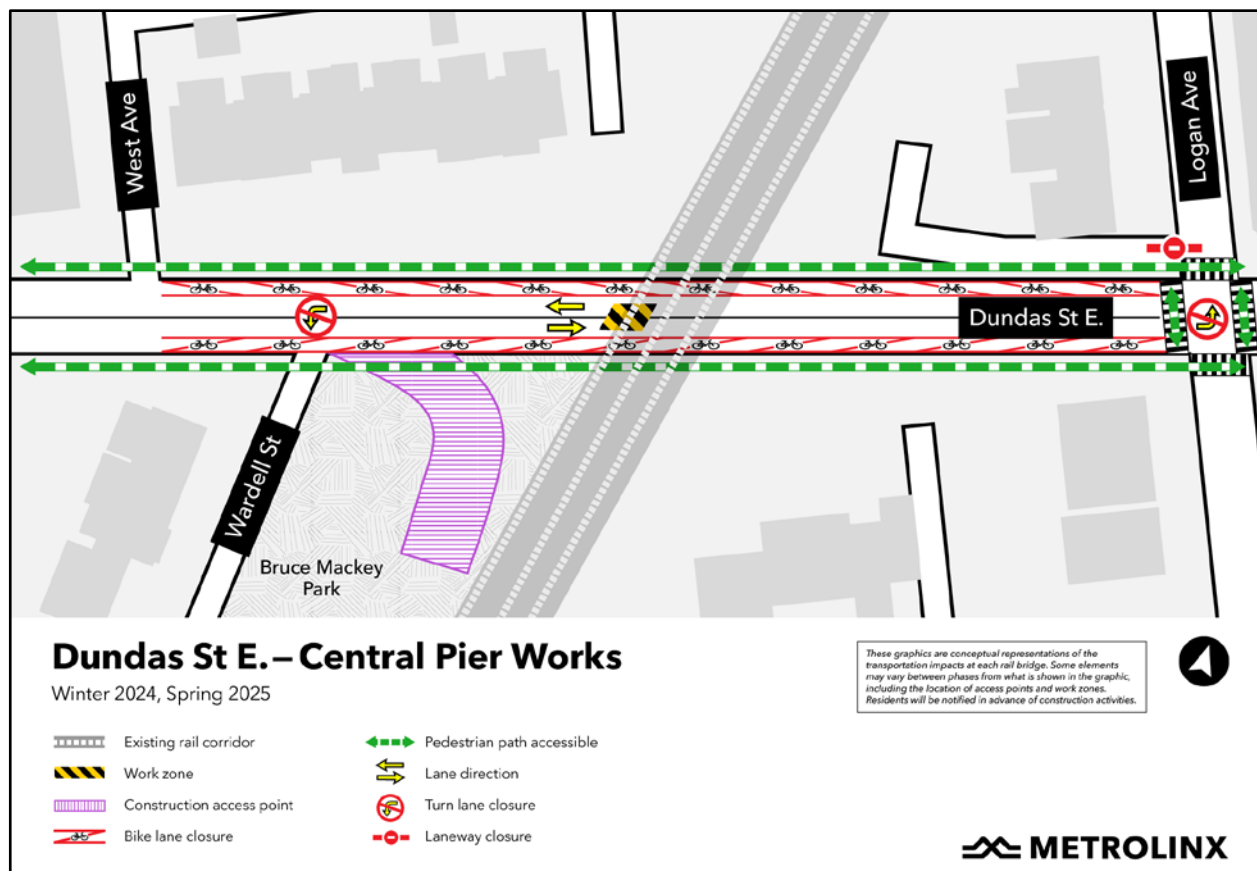 West Ave
Logan Ave
Dundas St E.
Wardell St
Bruce Mackey
Park
Dundas St E. – Central Pier Works
Winter 2024, Spring 2025
These graphics are conceptual representations of the
transportation impacts at each rail bridge. Some elements
may vary between phases from what is shown in the graphic,
including the location of access points and work zones.
Residents will be notified in advance of construction activities.
Existing rail corridor
Work zone
Construction access point
Bike lane closure
Pedestrian path accessible
Lane direction
Turn lane closure
Laneway closure
METROLINX